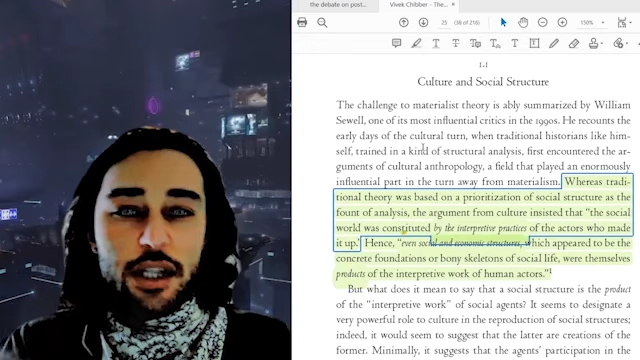 the debate on post...
Vivek Chibber - The...
25 (38 of 216)
150%
1.1
Culture and Social Structure
The challenge to materialist theory is ably summarized by William
Sewell, one of its most influential critics in the 1990s. He recounts the
early days of the cultural turn, when traditional historians like him-
self, trained in a kind of structural analysis, first encountered the ar-
guments of cultural anthropology, a field that played an enormously
influential part in the turn away from materialism. Whereas tradi-
tional theory was based on a prioritization of social structure as the
fount of analysis, the argument from culture insisted that “the social
world was constituted by the interpretive practices of the actors who made
it up.” Hence, “even social and economic structures, which appeared to be the
concrete foundations or bony skeletons of social life, were themselves
products of the interpretive work of human actors.”1
But what does it mean to say that a social structure is the product
of the “interpretive work” of social agents? It seems to designate a
very powerful role to culture in the reproduction of social structures;
indeed, it would seem to suggest that the latter are creations of the
former. Minimally, it suggests that the agents’ participation in the